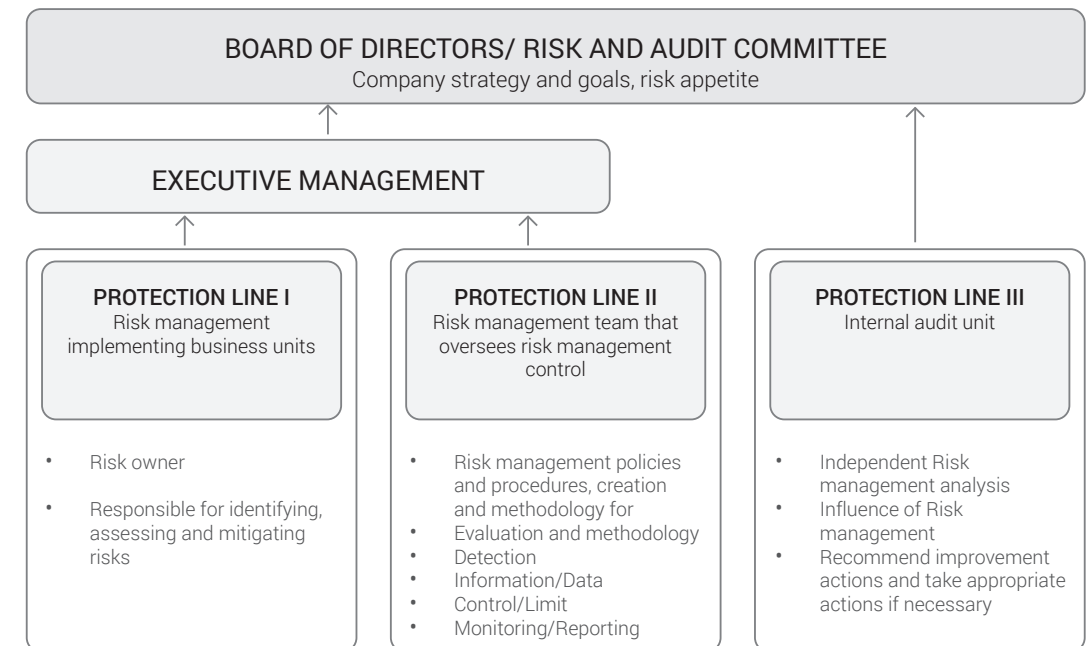 BOARD OF DIRECTORS/ RISK AND AUDIT COMMITTEE
Company strategy and goals, risk appetite
EXECUTIVE MANAGEMENT
PROTECTION LINE I
Risk management
implementing business units
• Risk owner
• Responsible for identifying,
assessing and mitigating
risks
PROTECTION LINE II
Risk management team that
oversees risk management
control
• Risk management policies
and procedures, creation
and methodology for
• Evaluation and methodology
• Detection
• Information/Data
• Control/Limit
• Monitoring/Reporting
PROTECTION LINE III
Internal audit unit
• Independent Risk
management analysis
• Influence of Risk
management
• Recommend improvement
actions and take appropriate
actions if necessary